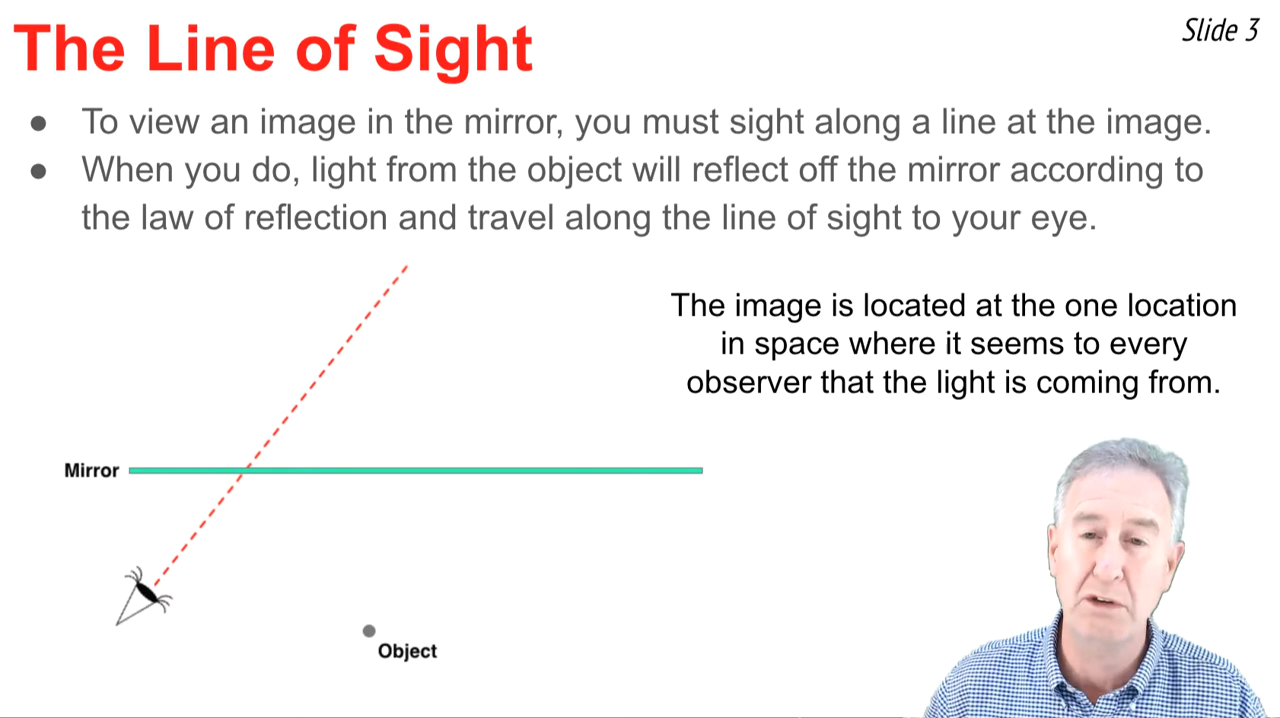 The Line of Sight
Slide 3
● To view an image in the mirror, you must sight along a line at the image.
● When you do, light from the object will reflect off the mirror according to
the law of reflection and travel along the line of sight to your eye.
The image is located at the one location
in space where it seems to every
observer that the light is coming from.
Mirror
Object